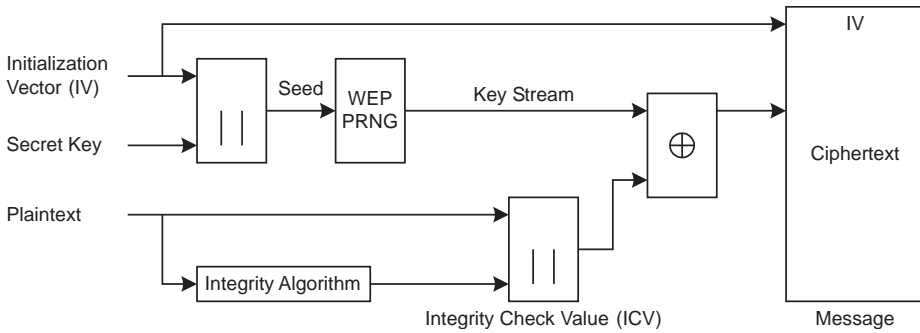 IV
Initialization
Vector (IV)
Seed
WEP
PRNG
Key Stream
| |
Secret Key
Ciphertext
Plaintext
| |
Integrity Algorithm
Integrity Check Value (ICV)
Message